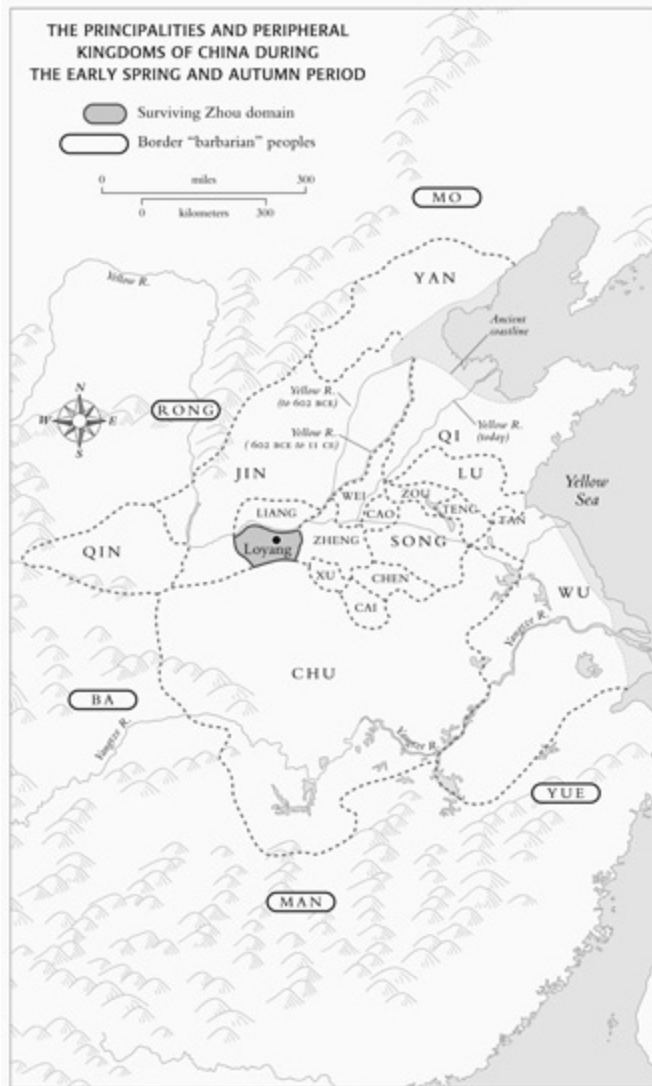 THE PRINCIPALITIES AND PERIPHERAL
KINGDOMS OF CHINA DURING
THE EARLY SPRING AND AUTUMN PERIOD
Surviving Zhou domain
Border "barbarian" peoples
0 miles 300
0 kilometers 300
MO
YAN
Yellow R.
Ancient
coastline
N
W E
S
RONG
Yellow R.
(to 602 BCE)
Yellow R.
(602 BCE to 11 CE)
Yellow R.
(today)
QI
JIN
LU
Yellow
Sea
WEI
ZOU
LIANG
CAO
TENG
TAN
QIN
Loyang
ZHENG
SONG
XU
CHEN
CAI
WU
Yangtze R.
CHU
BA
Yangtze R.
Yangtze R.
YUE
MAN